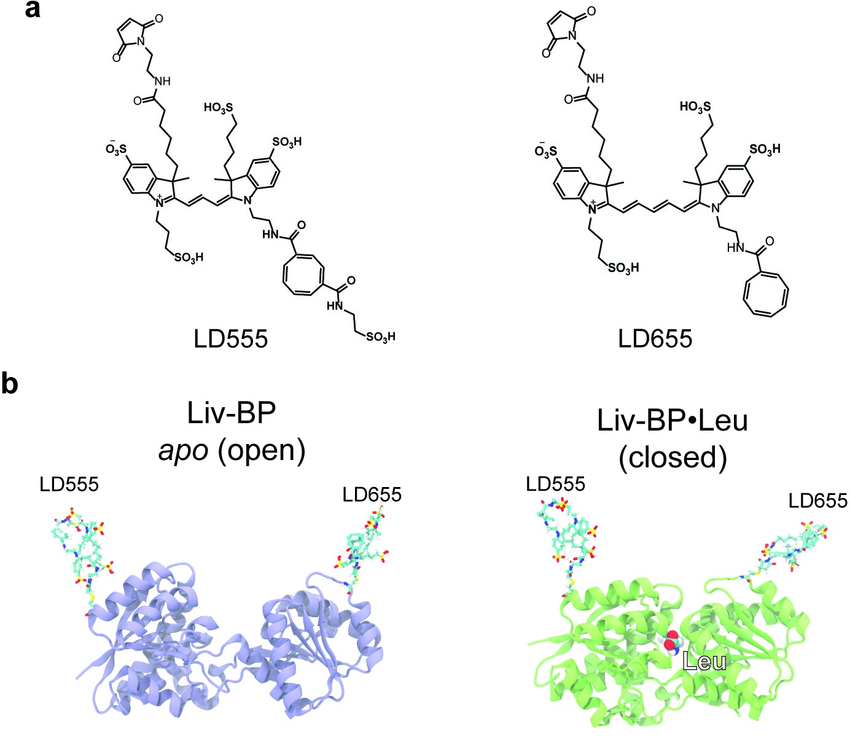 a
O
N
O
NH
O
HO₃S
⁻O₃S
SO₃H
N⁺
N
HN
O
SO₃H
O
HN
SO₃H
LD555
O
N
O
NH
O
HO₃S
⁻O₃S
SO₃H
N⁺
N
HN
O
SO₃H
LD655
b
Liv-BP
apo (open)
LD555
LD655
Liv-BP•Leu
(closed)
LD555
LD655
Leu